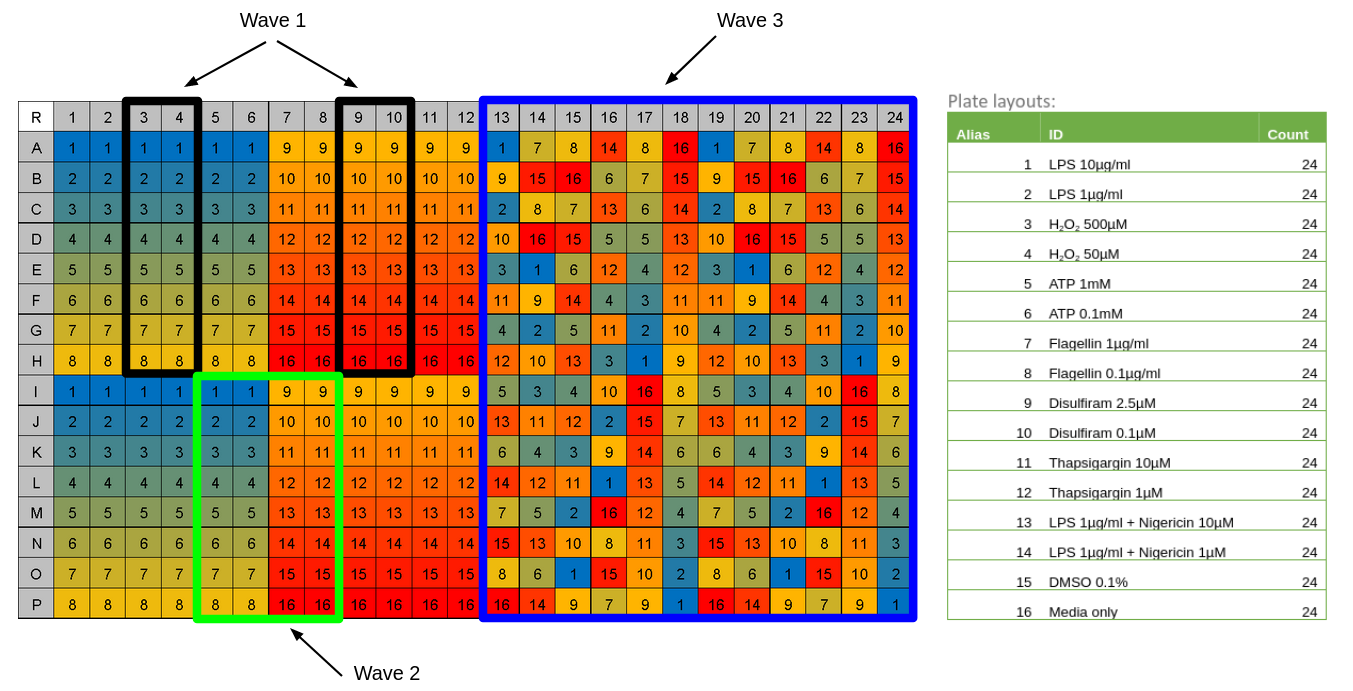 Wave 1
Wave 3
R 1 2 3 4 5 6 7 8 9 10 11 12 13 14 15 16 17 18 19 20 21 22 23 24
A 1 1 1 1 1 1 9 9 9 9 9 9 1 7 8 14 8 16 1 7 8 14 8 16
B 2 2 2 2 2 2 10 10 10 10 10 10 9 15 16 6 7 15 9 15 16 6 7 15
C 3 3 3 3 3 3 11 11 11 11 11 11 2 8 7 13 6 14 2 8 7 13 6 14
D 4 4 4 4 4 4 12 12 12 12 12 12 10 16 15 5 5 13 10 16 15 5 5 13
E 5 5 5 5 5 5 13 13 13 13 13 13 3 1 6 12 4 12 3 1 6 12 4 12
F 6 6 6 6 6 6 14 14 14 14 14 14 11 9 14 4 3 11 11 9 14 4 3 11
G 7 7 7 7 7 7 15 15 15 15 15 15 4 2 5 11 2 10 4 2 5 11 2 10
H 8 8 8 8 8 8 16 16 16 16 16 16 12 10 13 3 1 9 12 10 13 3 1 9
I 1 1 1 1 1 1 9 9 9 9 9 9 5 3 4 10 16 8 5 3 4 10 16 8
J 2 2 2 2 2 2 10 10 10 10 10 10 13 11 12 2 15 7 13 11 12 2 15 7
K 3 3 3 3 3 3 11 11 11 11 11 11 6 4 3 9 14 6 6 4 3 9 14 6
L 4 4 4 4 4 4 12 12 12 12 12 12 14 12 11 1 13 5 14 12 11 1 13 5
M 5 5 5 5 5 5 13 13 13 13 13 13 7 5 2 16 12 4 7 5 2 16 12 4
N 6 6 6 6 6 6 14 14 14 14 14 14 15 13 10 8 11 3 15 13 10 8 11 3
O 7 7 7 7 7 7 15 15 15 15 15 15 8 6 1 15 10 2 8 6 1 15 10 2
P 8 8 8 8 8 8 16 16 16 16 16 16 16 14 9 7 9 1 16 14 9 7 9 1
Wave 2
Plate layouts:
Alias ID Count
1 LPS 10µg/ml 24
2 LPS 1µg/ml 24
3 H₂O₂ 500µM 24
4 H₂O₂ 50µM 24
5 ATP 1mM 24
6 ATP 0.1mM 24
7 Flagellin 1µg/ml 24
8 Flagellin 0.1µg/ml 24
9 Disulfiram 2.5µM 24
10 Disulfiram 0.1µM 24
11 Thapsigargin 10µM 24
12 Thapsigargin 1µM 24
13 LPS 1µg/ml + Nigericin 10µM 24
14 LPS 1µg/ml + Nigericin 1µM 24
15 DMSO 0.1% 24
16 Media only 24